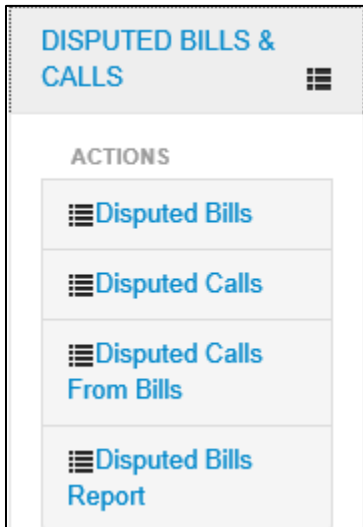 DISPUTED BILLS &
CALLS
ACTIONS
Disputed Bills
Disputed Calls
Disputed Calls
From Bills
Disputed Bills
Report